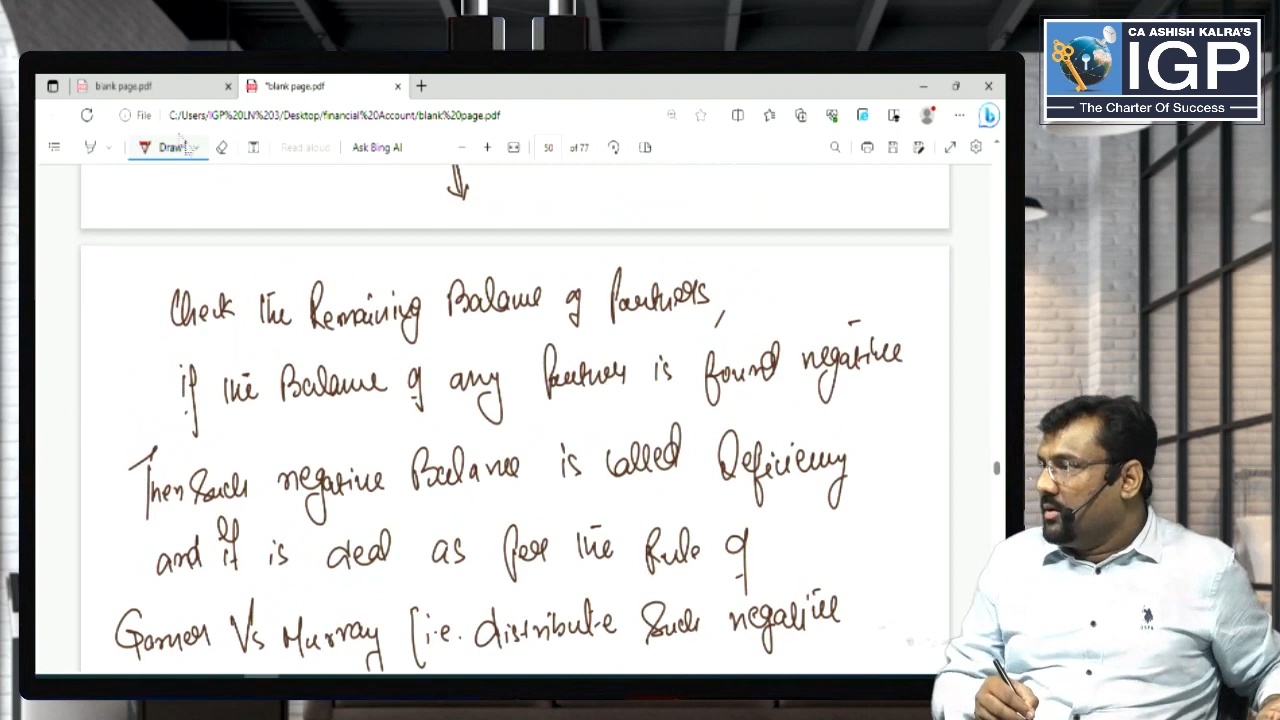 CA ASHISH KALRA'S
IGP
The Charter Of Success
blank page.pdf
*blank page.pdf
File C:/Users/IGP%20LN%203/Desktop/financial%20Account/blank%20page.pdf
Draw Read aloud Ask Bing AI 50 of 77
Check the Remaining Balance of partners,
if the Balance of any partner is found negative
Then Such negative Balance is called Deficiency
and it is deal as per the Rule of
Garner Vs Murray [i.e. distribute Such negative